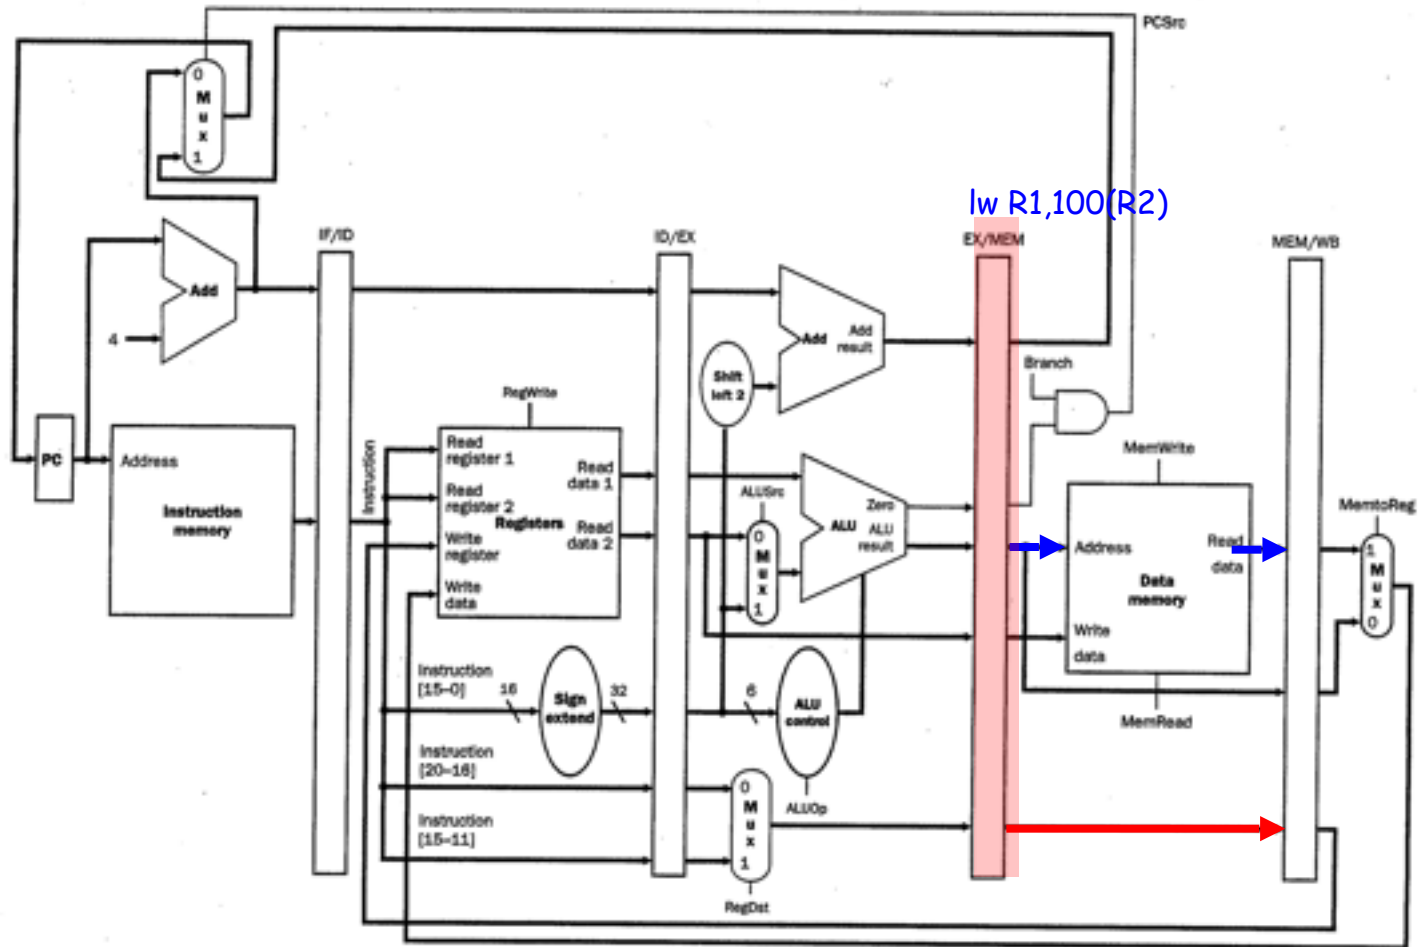 PCSrc
0
M
u
x
1
lw R1,100(R2)
IF/ID
ID/EX
EX/MEM
MEM/WB
Add
4
Add
Add
result
Shift
left 2
Branch
RegWrite
PC
Address
Instruction
memory
Instruction
Read
register 1
Read
register 2
Write
register
Write
data
Registers
Read
data 1
Read
data 2
ALUSrc
0
M
u
x
1
Zero
ALU
ALU
result
MemWrite
Address
Read
data
Data
memory
Write
data
MemRead
MemtoReg
1
M
u
x
0
Instruction
[15–0]
16
Sign
extend
32
6
ALU
control
ALUOp
Instruction
[20–16]
Instruction
[15–11]
0
M
u
x
1
RegDst